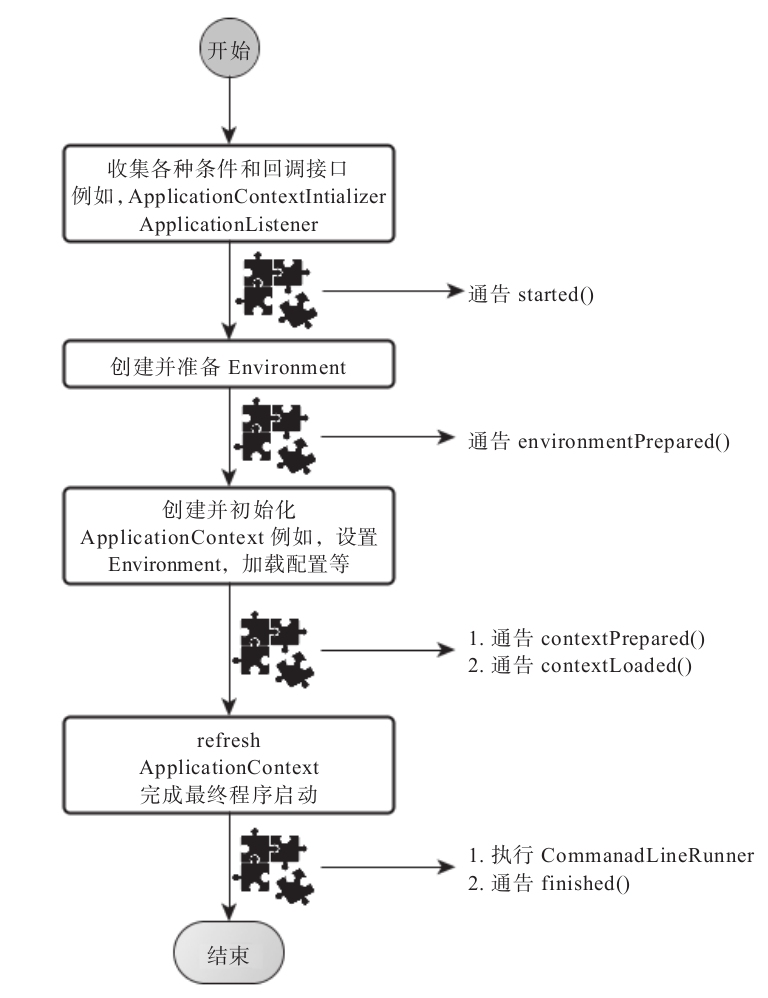 开始
收集各种条件和回调接口
例如，ApplicationContextIntializer
ApplicationListener
通告 started()
创建并准备 Environment
通告 environmentPrepared()
创建并初始化
ApplicationContext 例如，设置
Environment，加载配置等
1. 通告 contextPrepared()
2. 通告 contextLoaded()
refresh
ApplicationContext
完成最终程序启动
1. 执行 CommanadLineRunner
2. 通告 finished()
结束